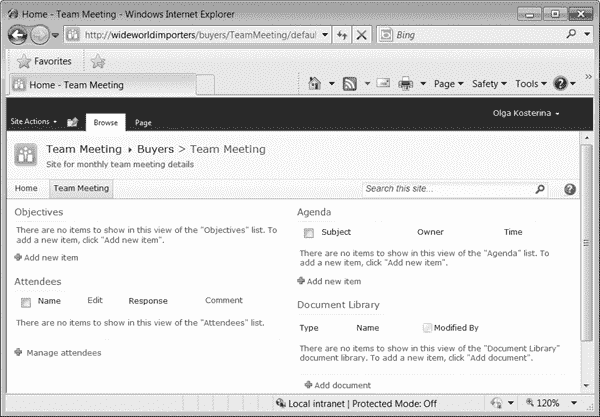 Home - Team Meeting - Windows Internet Explorer
http://wideworldimporters/buyers/TeamMeeting/defaul
Bing
Favorites
Home - Team Meeting
Page Safety Tools
Olga Kosterina
Site Actions Browse Page
Team Meeting Buyers > Team Meeting
Site for monthly team meeting details
Home Team Meeting
Search this site...
Objectives
There are no items to show in this view of the "Objectives" list. To
add a new item, click "Add new item".
Add new item
Attendees
Name Edit Response Comment
There are no items to show in this view of the "Attendees" list.
Manage attendees
Agenda
Subject Owner Time
There are no items to show in this view of the "Agenda" list. To
add a new item, click "Add new item".
Add new item
Document Library
Type Name Modified By
There are no items to show in this view of the "Document Library"
document library. To add a new item, click "Add document".
Add document
Local intranet | Protected Mode: Off
120%